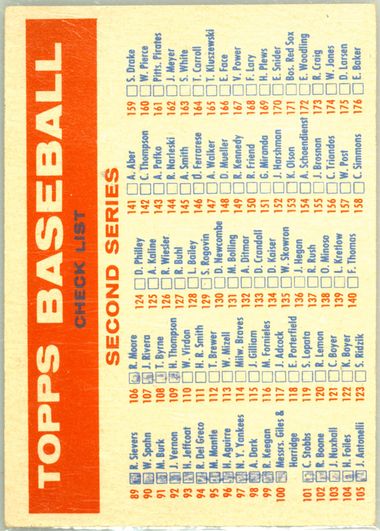 TOPPS BASEBALL
CHECK LIST
SECOND SERIES
89 R. Sievers
90 W. Spahn
91 M. Burk
92 J. Vernon
93 H. Jeffcoat
94 R. Del Greco
95 M. Mantle
96 H. Aguirre
97 N. Y. Yankees
98 A. Dark
99 R. Keegan
100 Messrs. Giles &
Harridge
101 C. Stobbs
102 R. Boone
103 J. Nuxhall
104 H. Foiles
105 J. Antonelli
106 R. Moore
107 J. Rivera
108 T. Byrne
109 H. Thompson
110 W. Virdon
111 H. R. Smith
112 T. Brewer
113 W. Mizell
114 Milw. Braves
115 J. Gilliam
116 M. Fornieles
117 J. Adcock
118 E. Porterfield
119 S. Lopata
120 R. Lemon
121 C. Boyer
122 K. Boyer
123 S. Ridzik
124 D. Philley
125 A. Kaline
126 R. Wiesler
127 R. Buhl
128 L. Bailey
129 S. Rogovin
130 D. Newcombe
131 M. Bolling
132 A. Ditmar
133 D. Crandall
134 D. Kaiser
135 W. Skowron
136 J. Hegan
137 R. Rush
138 O. Minoso
139 L. Kretlow
140 F. Thomas
141 A. Aber
142 C. Thompson
143 A. Pafko
144 R. Narleski
145 A. Smith
146 D. Ferrarese
147 A. Walker
148 D. Mueller
149 R. Kennedy
150 R. Friend
151 G. Miranda
152 J. Harshman
153 K. Olson
154 A. Schoendienst
155 J. Brosnan
156 C. Triandos
157 W. Post
158 C. Simmons
159 S. Drake
160 W. Pierce
161 Pitts. Pirates
162 J. Meyer
163 S. White
164 T. Carroll
165 T. Kluszewski
166 R. Face
167 V. Power
168 F. Lary
169 H. Plews
170 E. Snider
171 Bos. Red Sox
172 E. Woodling
173 R. Craig
174 W. Jones
175 D. Larsen
176 E. Baker